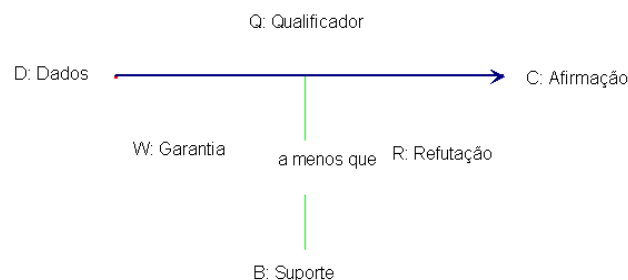 Q: Qualificador
D: Dados
C: Afirmação
W: Garantia
a menos que
R: Refutação
B: Suporte